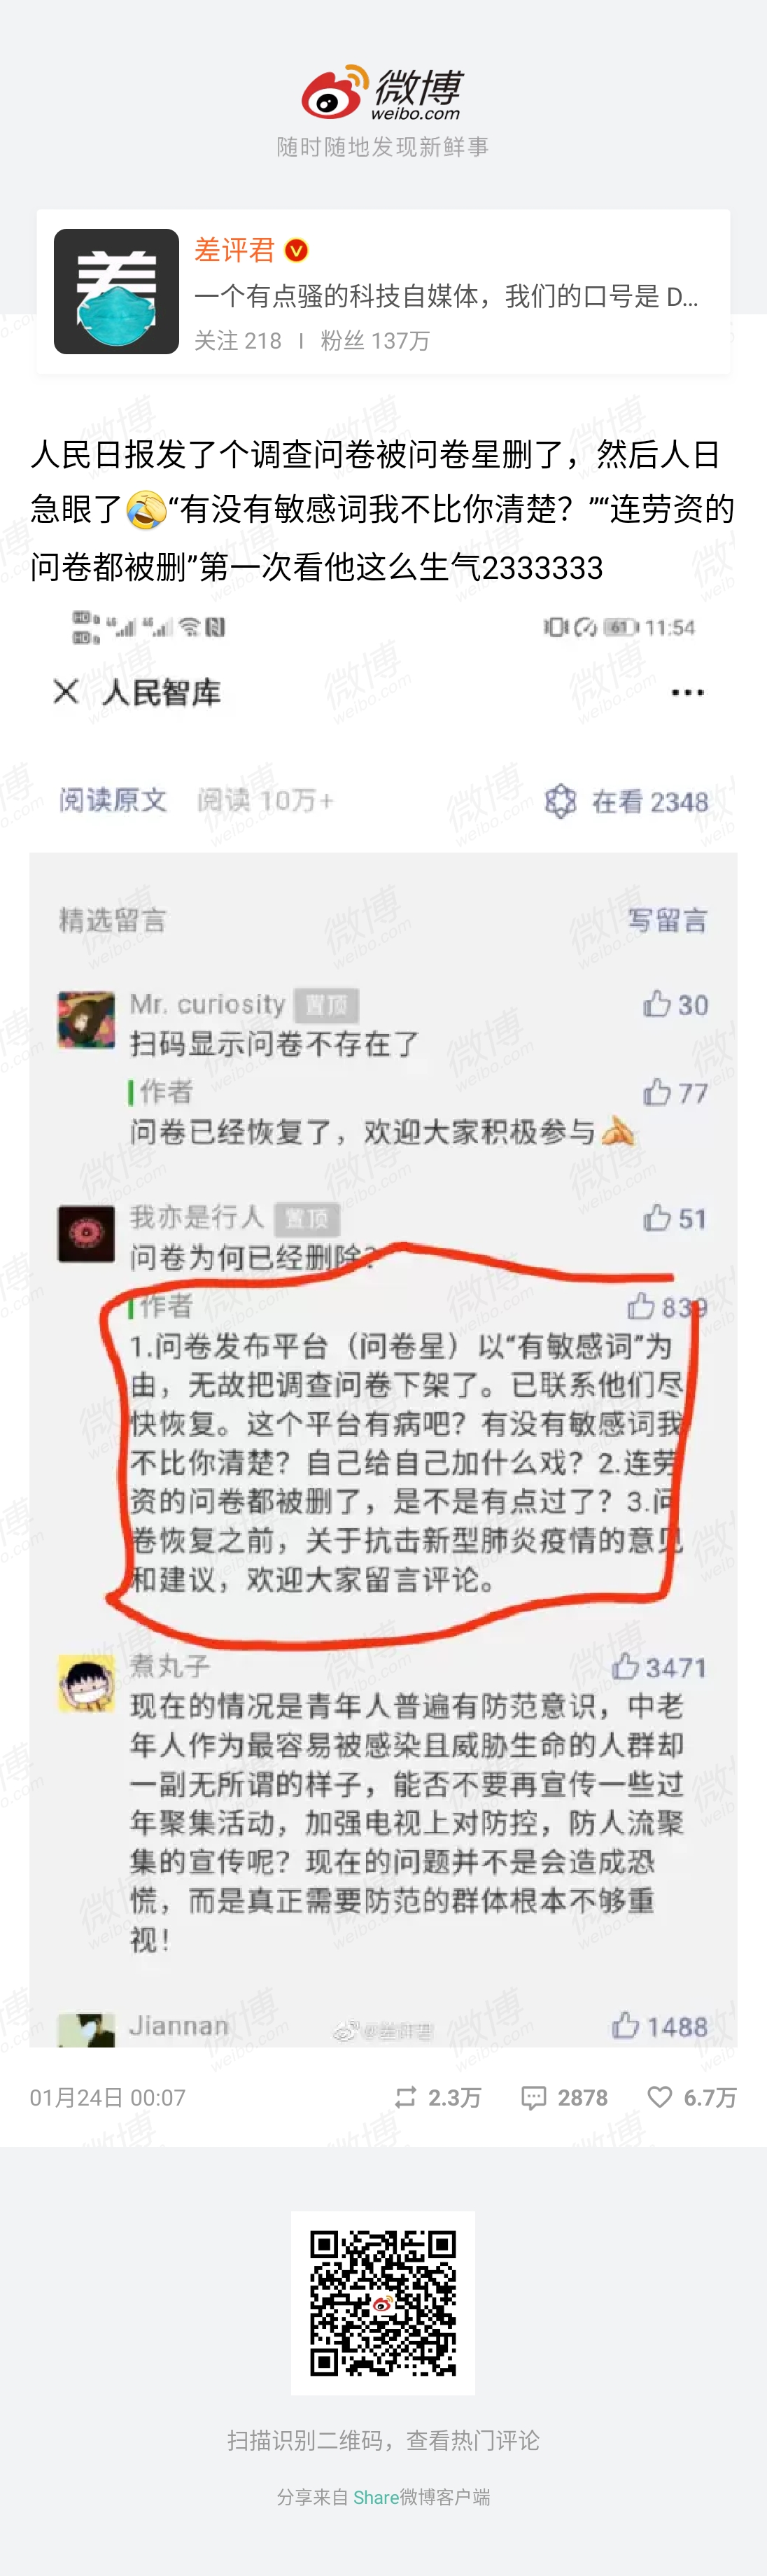 微博
weibo.com
随时随地发现新鲜事
差评君
一个有点骚的科技自媒体，我们的口号是 D...
关注 218 | 粉丝 137万
人民日报发了个调查问卷被问卷星删了，然后人日
急眼了🤣“有没有敏感词我不比你清楚？”“连劳资的
问卷都被删”第一次看他这么生气2333333
61 11:54
人民智库
阅读原文 阅读 10万+ 在看 2348
精选留言 写留言
Mr. curiosity 置顶 30
扫码显示问卷不存在了
作者 77
问卷已经恢复了，欢迎大家积极参与🙏
我亦是行人 置顶 51
问卷为何已经删除？
作者 839
1.问卷发布平台（问卷星）以“有敏感词”为
由，无故把调查问卷下架了。已联系他们尽
快恢复。这个平台有病吧？有没有敏感词我
不比你清楚？自己给自己加什么戏？2.连劳
资的问卷都被删了，是不是有点过了？3.问
卷恢复之前，关于抗击新型肺炎疫情的意见
和建议，欢迎大家留言评论。
煮丸子 3471
现在的情况是青年人普遍有防范意识，中老
年人作为最容易被感染且威胁生命的人群却
一副无所谓的样子，能否不要再宣传一些过
年聚集活动，加强电视上对防控，防人流聚
集的宣传呢？现在的问题并不是会造成恐
慌，而是真正需要防范的群体根本不够重
视！
Jiannan 1488
@差评君
01月24日 00:07 2.3万 2878 6.7万
扫描识别二维码，查看热门评论
分享来自 Share微博客户端